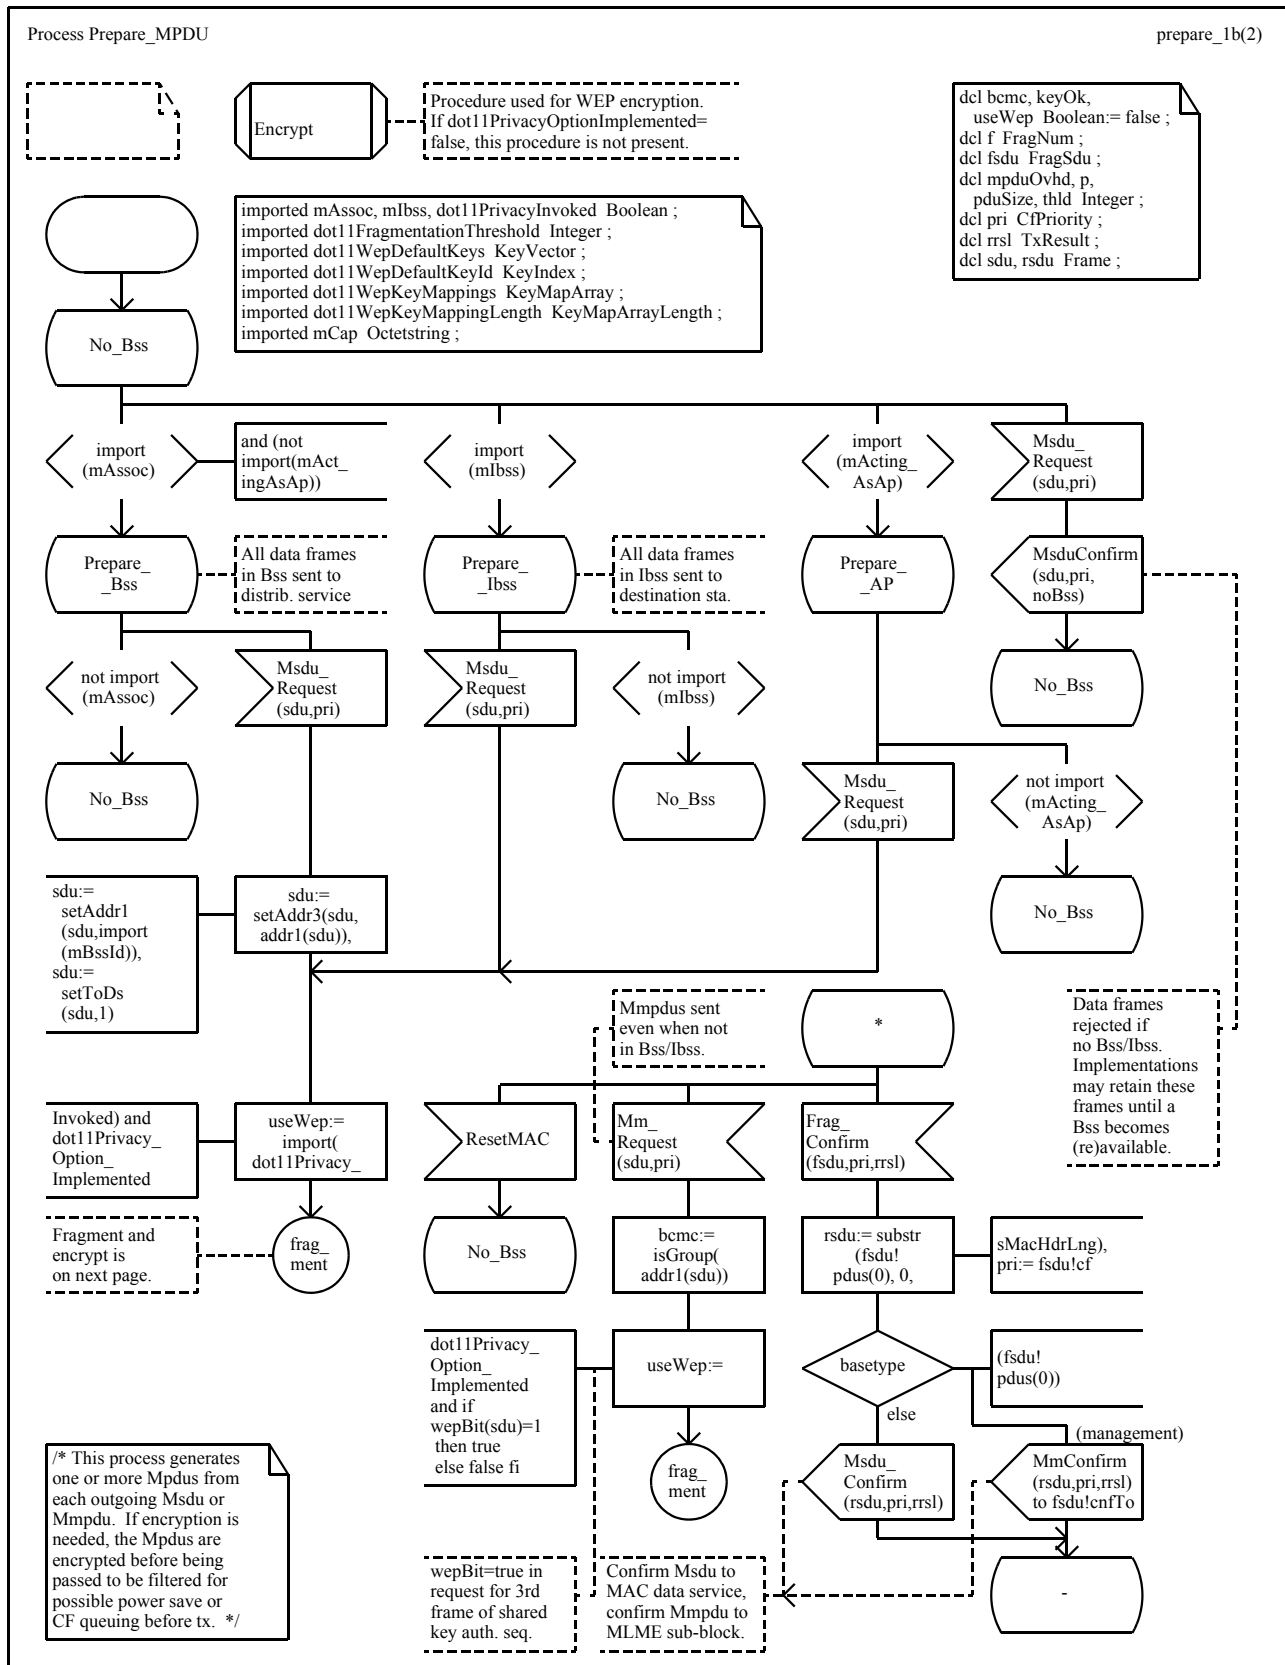 Process Prepare_MPDU
prepare_1b(2)
Encrypt
Procedure used for WEP encryption.
If dot11PrivacyOptionImplemented=
false, this procedure is not present.
dcl bcmc, keyOk,
useWep Boolean:= false ;
dcl f FragNum ;
dcl fsdu FragSdu ;
dcl mpduOvhd, p,
pduSize, thld Integer ;
dcl pri CfPriority ;
dcl rrsl TxResult ;
dcl sdu, rsdu Frame ;
imported mAssoc, mIbss, dot11PrivacyInvoked Boolean ;
imported dot11FragmentationThreshold Integer ;
imported dot11WepDefaultKeys KeyVector ;
imported dot11WepDefaultKeyId KeyIndex ;
imported dot11WepKeyMappings KeyMapArray ;
imported dot11WepKeyMappingLength KeyMapArrayLength ;
imported mCap Octetstring ;
No_Bss
import
(mAssoc)
and (not
import(mAct_
ingAsAp))
import
(mIbss)
import
(mActing_
AsAp)
Msdu_
Request
(sdu,pri)
Prepare_
_Bss
All data frames
in Bss sent to
distrib. service
Prepare_
_Ibss
All data frames
in Ibss sent to
destination sta.
Prepare_
_AP
MsduConfirm
(sdu,pri,
noBss)
not import
(mAssoc)
Msdu_
Request
(sdu,pri)
Msdu_
Request
(sdu,pri)
not import
(mIbss)
No_Bss
No_Bss
No_Bss
Msdu_
Request
(sdu,pri)
not import
(mActing_
AsAp)
sdu:=
setAddr1
(sdu,import
(mBssId)),
sdu:=
setToDs
(sdu,1)
sdu:=
setAddr3(sdu,
addr1(sdu)),
No_Bss
Mmpdus sent
even when not
in Bss/Ibss.
*
Data frames
rejected if
no Bss/Ibss.
Implementations
may retain these
frames until a
Bss becomes
(re)available.
Invoked) and
dot11Privacy_
Option_
Implemented
useWep:=
import(
dot11Privacy_
ResetMAC
Mm_
Request
(sdu,pri)
Frag_
Confirm
(fsdu,pri,rrsl)
Fragment and
encrypt is
on next page.
frag_
ment
No_Bss
bcmc:=
isGroup(
addr1(sdu))
rsdu:= substr
(fsdu!
pdus(0), 0,
sMacHdrLng),
pri:= fsdu!cf
dot11Privacy_
Option_
Implemented
and if
wepBit(sdu)=1
then true
else false fi
useWep:=
basetype
(fsdu!
pdus(0))
else
(management)
/* This process generates
one or more Mpdus from
each outgoing Msdu or
Mmpdu. If encryption is
needed, the Mpdus are
encrypted before being
passed to be filtered for
possible power save or
CF queuing before tx. */
frag_
ment
Msdu_
Confirm
(rsdu,pri,rrsl)
MmConfirm
(rsdu,pri,rrsl)
to fsdu!cnfTo
wepBit=true in
request for 3rd
frame of shared
key auth. seq.
Confirm Msdu to
MAC data service,
confirm Mmpdu to
MLME sub-block.
-